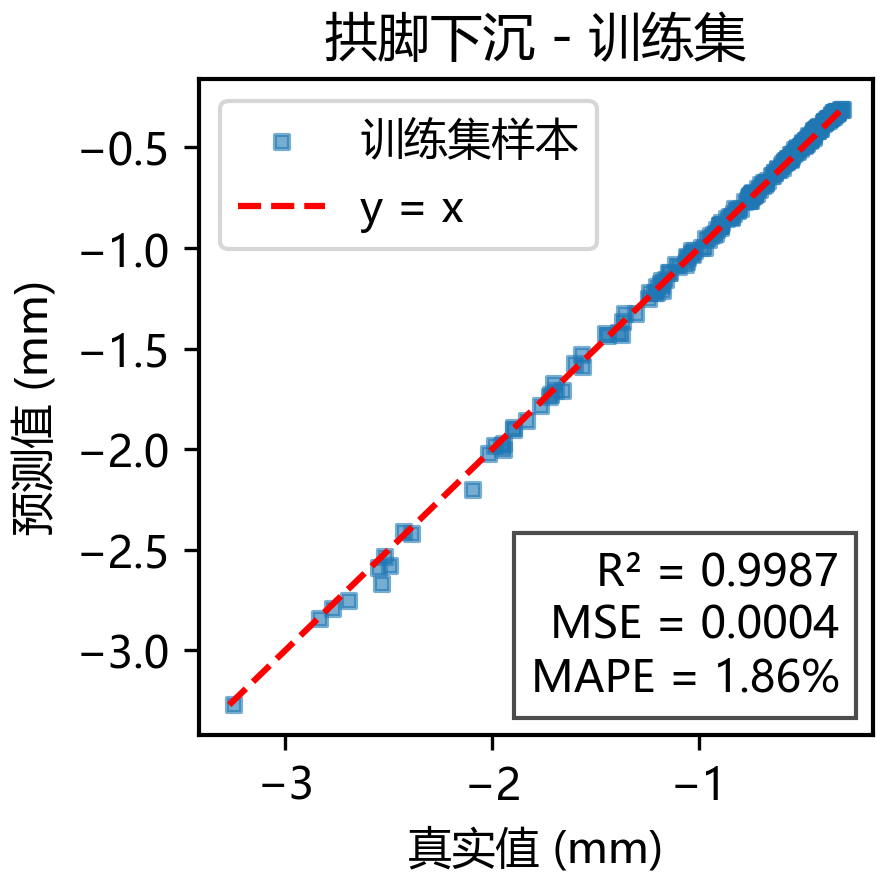 拱脚下沉 - 训练集
训练集样本
y = x
预测值 (mm)
−0.5
−1.0
−1.5
−2.0
−2.5
−3.0
R² = 0.9987
MSE = 0.0004
MAPE = 1.86%
−3
−2
−1
真实值 (mm)